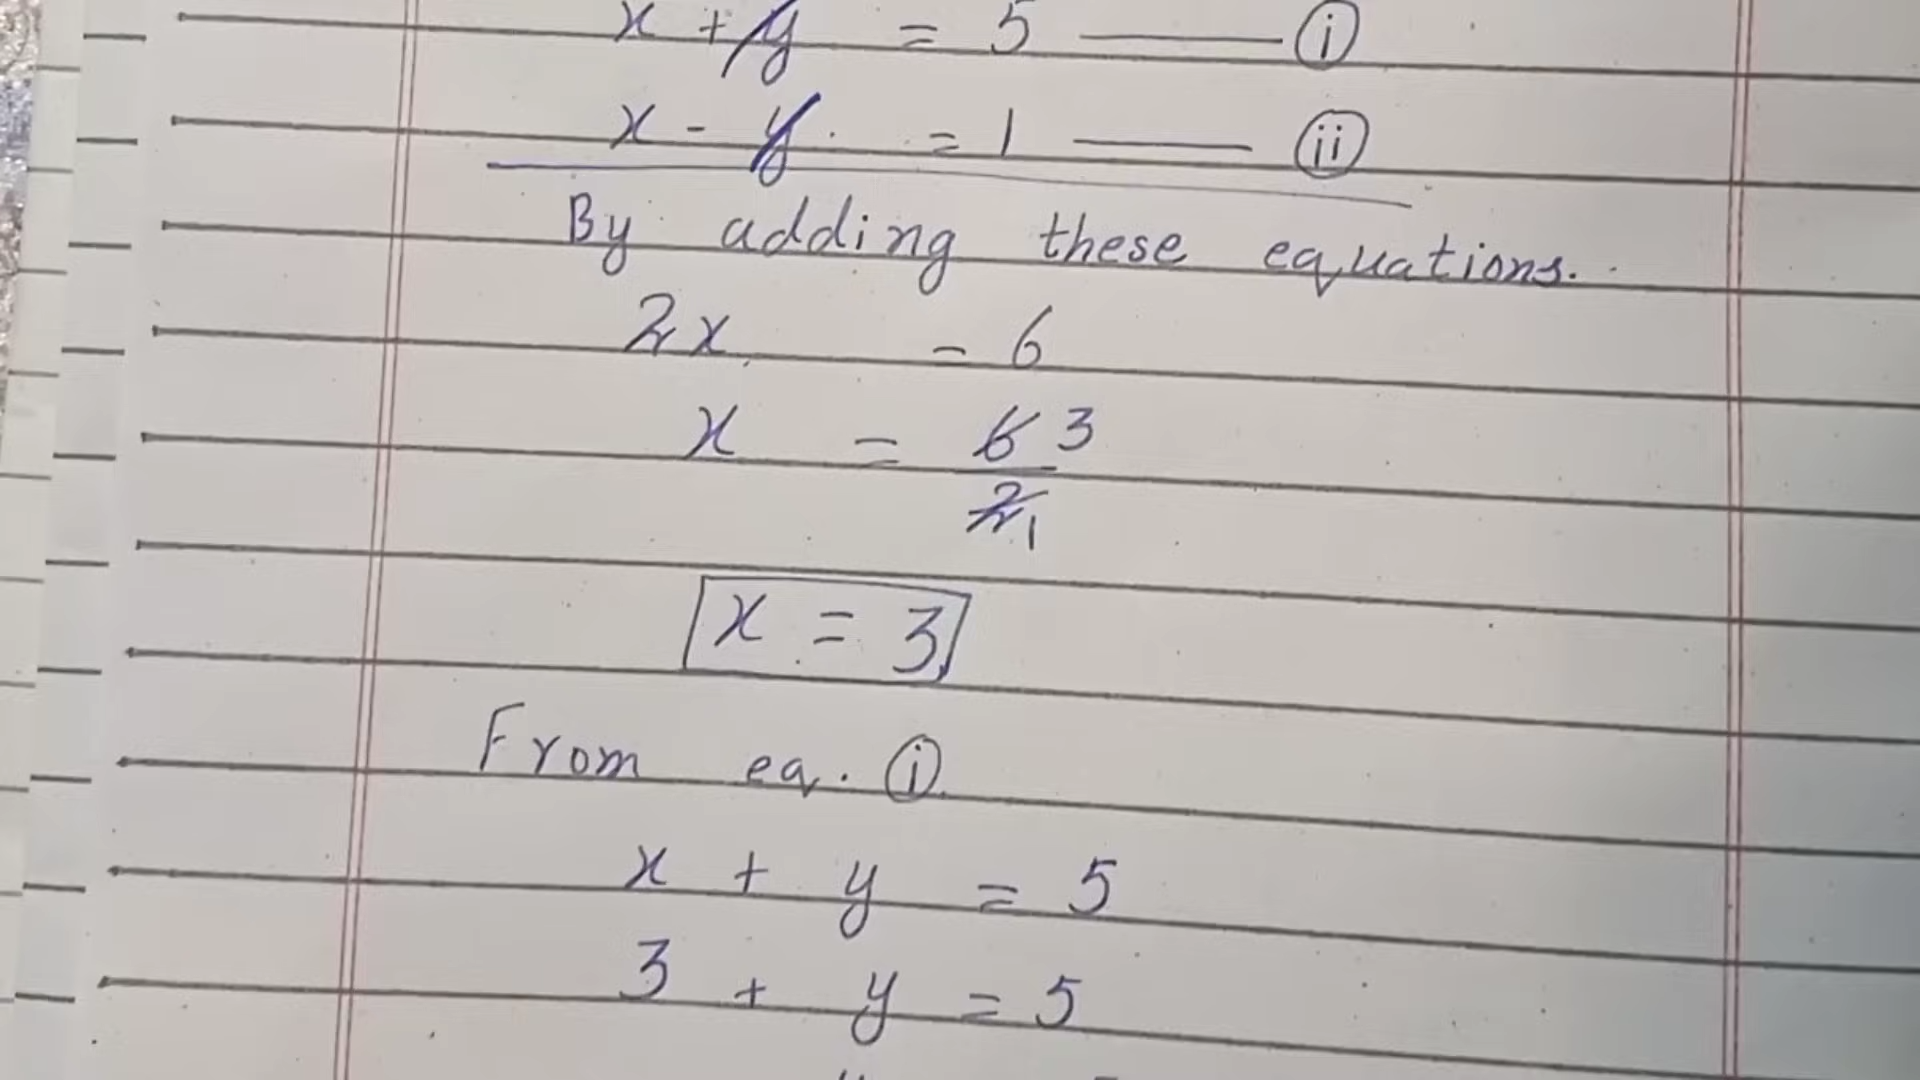 x + y = 5 ——— (i)
x - y = 1 ——— (ii)
By adding these equations.
2x = 6
x = 6 3
2 1
x = 3
From eq. (i)
x + y = 5
3 + y = 5